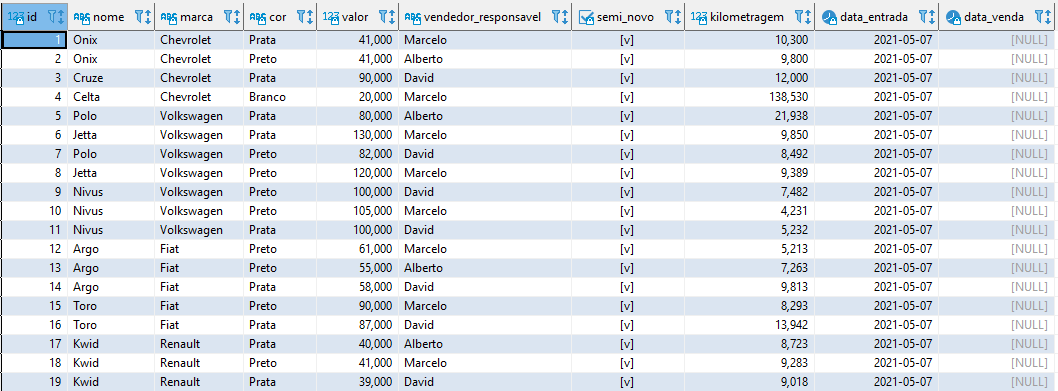 123 id nome marca cor 123 valor vendedor_responsavel semi_novo 123 kilometragem data_entrada data_venda
1 Onix Chevrolet Prata 41,000 Marcelo [v] 10,300 2021-05-07 [NULL]
2 Onix Chevrolet Preto 41,000 Alberto [v] 9,800 2021-05-07 [NULL]
3 Cruze Chevrolet Prata 90,000 David [v] 12,000 2021-05-07 [NULL]
4 Celta Chevrolet Branco 20,000 Marcelo [v] 138,530 2021-05-07 [NULL]
5 Polo Volkswagen Prata 80,000 Alberto [v] 21,938 2021-05-07 [NULL]
6 Jetta Volkswagen Prata 130,000 Marcelo [v] 9,850 2021-05-07 [NULL]
7 Polo Volkswagen Preto 82,000 David [v] 8,492 2021-05-07 [NULL]
8 Jetta Volkswagen Preto 120,000 Marcelo [v] 9,389 2021-05-07 [NULL]
9 Nivus Volkswagen Preto 100,000 David [v] 7,482 2021-05-07 [NULL]
10 Nivus Volkswagen Preto 105,000 Marcelo [v] 4,231 2021-05-07 [NULL]
11 Nivus Volkswagen Prata 100,000 David [v] 5,232 2021-05-07 [NULL]
12 Argo Fiat Preto 61,000 Marcelo [v] 5,213 2021-05-07 [NULL]
13 Argo Fiat Preto 55,000 Alberto [v] 7,263 2021-05-07 [NULL]
14 Argo Fiat Prata 58,000 David [v] 9,813 2021-05-07 [NULL]
15 Toro Fiat Preto 90,000 Marcelo [v] 8,293 2021-05-07 [NULL]
16 Toro Fiat Prata 87,000 David [v] 13,942 2021-05-07 [NULL]
17 Kwid Renault Prata 40,000 Alberto [v] 8,723 2021-05-07 [NULL]
18 Kwid Renault Preto 41,000 Marcelo [v] 9,283 2021-05-07 [NULL]
19 Kwid Renault Prata 39,000 David [v] 9,018 2021-05-07 [NULL]